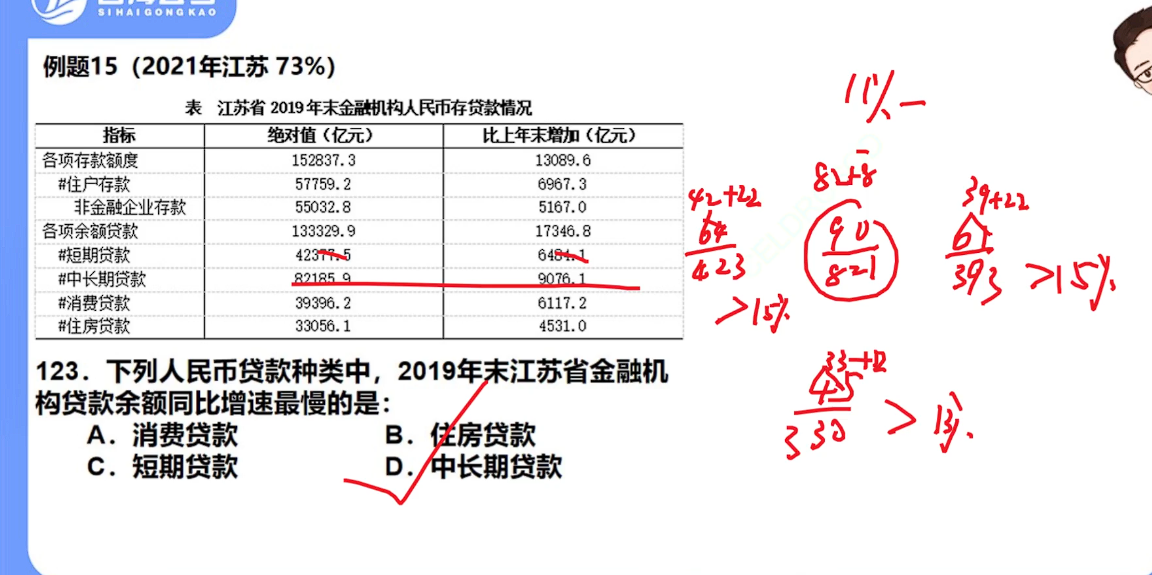 SIHAIGONGKAO
例题15（2021年江苏 73%）
表 江苏省 2019 年末金融机构人民币存贷款情况
指标 绝对值（亿元） 比上年末增加（亿元）
各项存款额度 152837.3 13089.6
#住户存款 57759.2 6967.3
非金融企业存款 55032.8 5167.0
各项余额贷款 133329.9 17346.8
#短期贷款 42377.5 6484.1
#中长期贷款 82185.9 9076.1
#消费贷款 39396.2 6117.2
#住房贷款 33056.1 4531.0
123．下列人民币贷款种类中，2019年末江苏省金融机
构贷款余额同比增速最慢的是：
A．消费贷款 B．住房贷款
C．短期贷款 D．中长期贷款
11%−
82+8
42+22
39+22
64
90
61
423
821
393
>15%
>15%
33+12
45
330
>13%